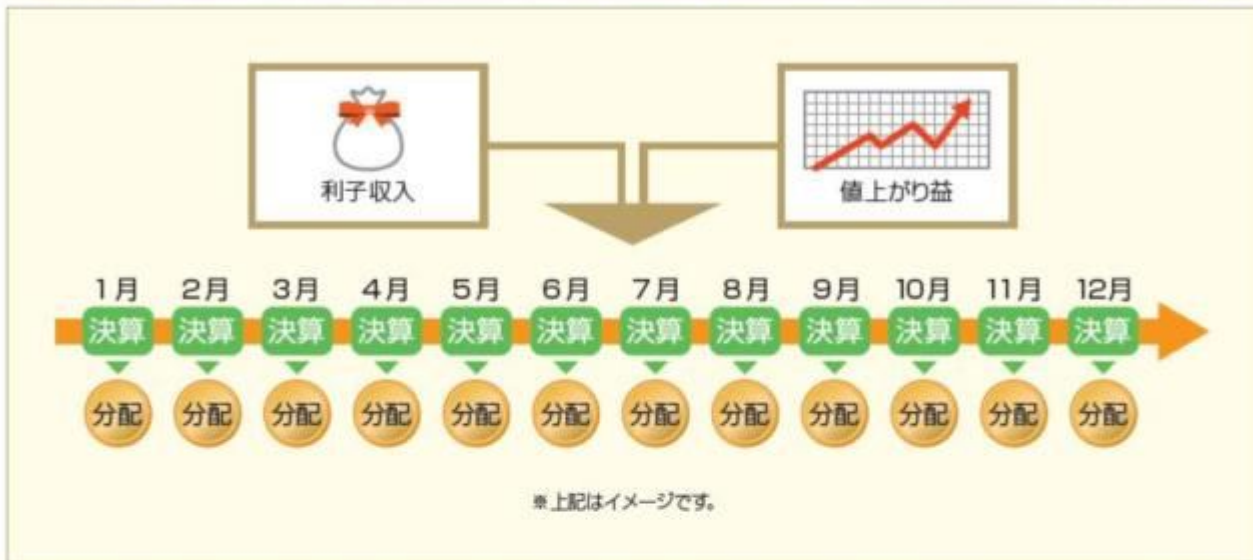 利子収入
値上がり益
1月 2月 3月 4月 5月 6月 7月 8月 9月 10月 11月 12月
決算 決算 決算 決算 決算 決算 決算 決算 決算 決算 決算 決算
分配 分配 分配 分配 分配 分配 分配 分配 分配 分配 分配 分配
※上記はイメージです。